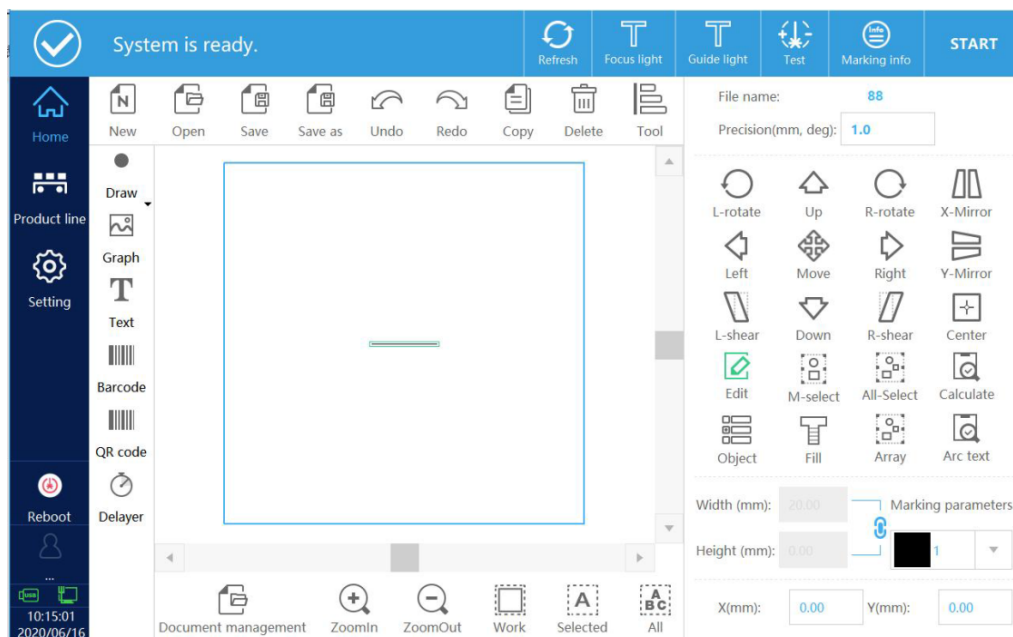 System is ready.
Refresh
Focus light
Guide light
Test
Info
Marking info
START
Home
Product line
Setting
Reboot
...
USB
10:15:01
2020/06/16
N
New
Open
Save
Save as
Undo
Redo
Copy
Delete
Tool
Draw
Graph
T
Text
Barcode
QR code
Delayer
Document management
ZoomIn
ZoomOut
Work
A
Selected
A
B C
All
File name: 88
Precision(mm, deg): 1.0
L-rotate
Up
R-rotate
X-Mirror
Left
Move
Right
Y-Mirror
L-shear
Down
R-shear
Center
Edit
M-select
All-Select
Calculate
Object
Fill
Array
Arc text
Width (mm): 20.00
Marking parameters
Height (mm): 0.00
1
X(mm): 0.00 Y(mm): 0.00